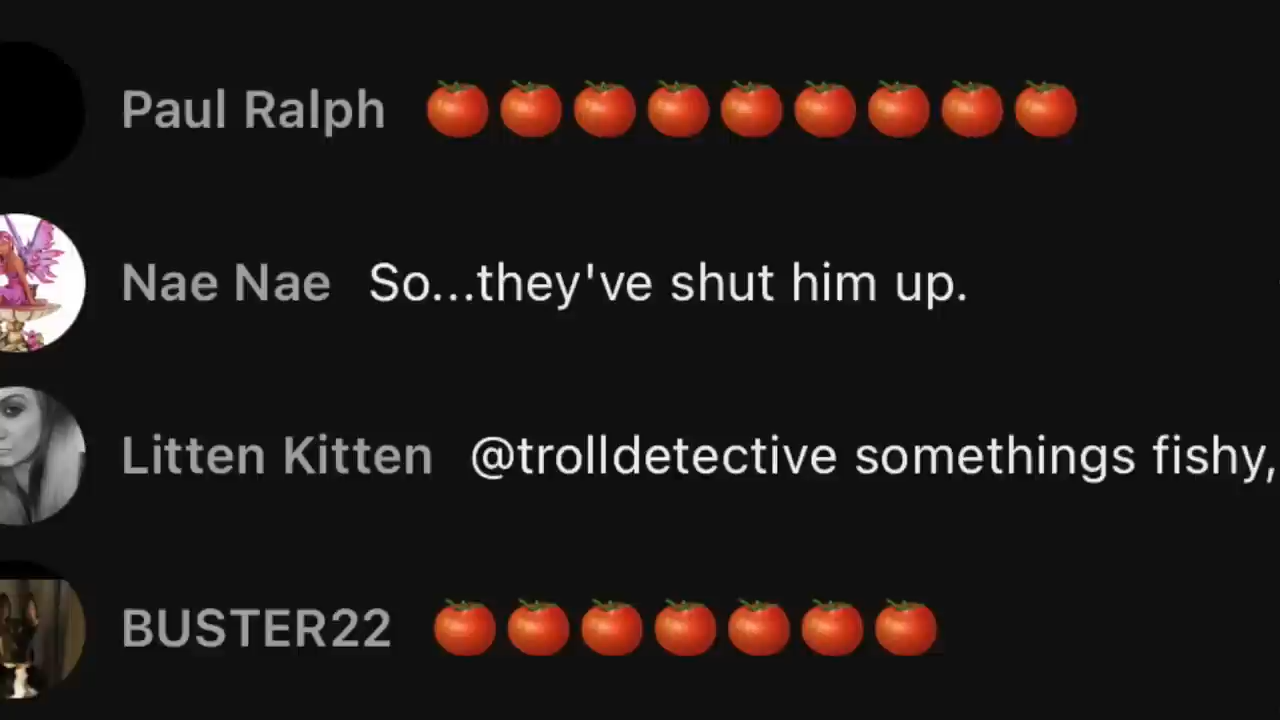 Paul Ralph 🍅🍅🍅🍅🍅🍅🍅🍅🍅
Nae Nae So...they've shut him up.
Litten Kitten @trolldetective somethings fishy,
BUSTER22 🍅🍅🍅🍅🍅🍅🍅